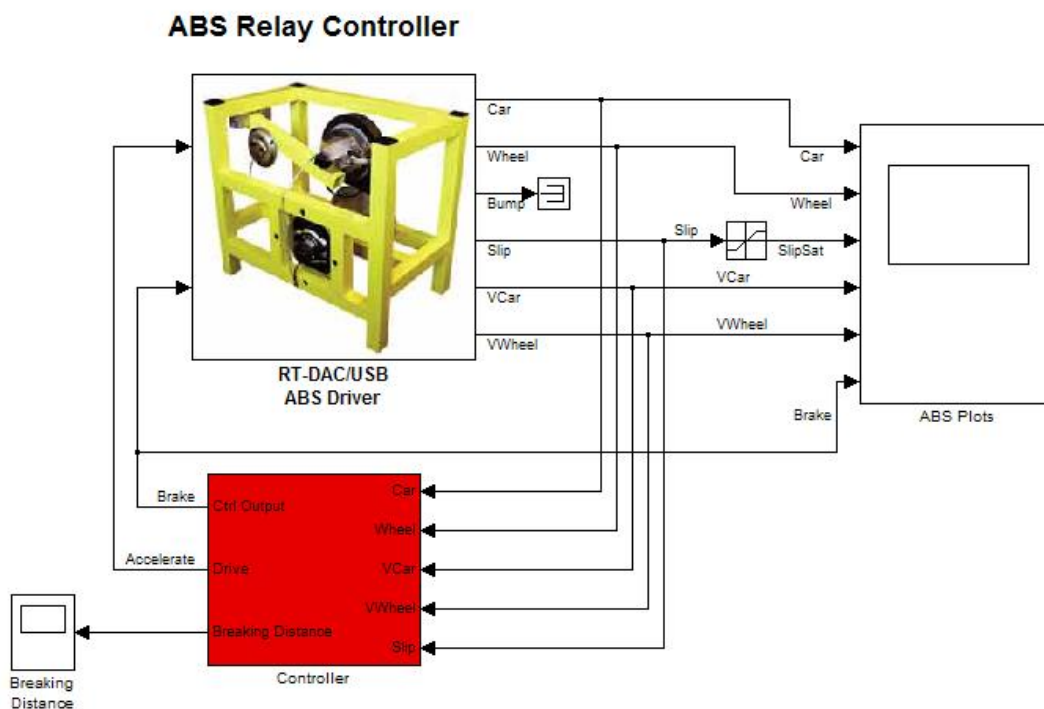 ABS Relay Controller
Car
Wheel
Bump
Slip
VCar
VWheel
RT-DAC/USB
ABS Driver
Slip
Car
Wheel
SlipSat
VCar
VWheel
Brake
ABS Plots
Brake
Accelerate
Ctrl Output
Drive
Breaking Distance
Car
Wheel
VCar
VWheel
Slip
Controller
Breaking
Distance